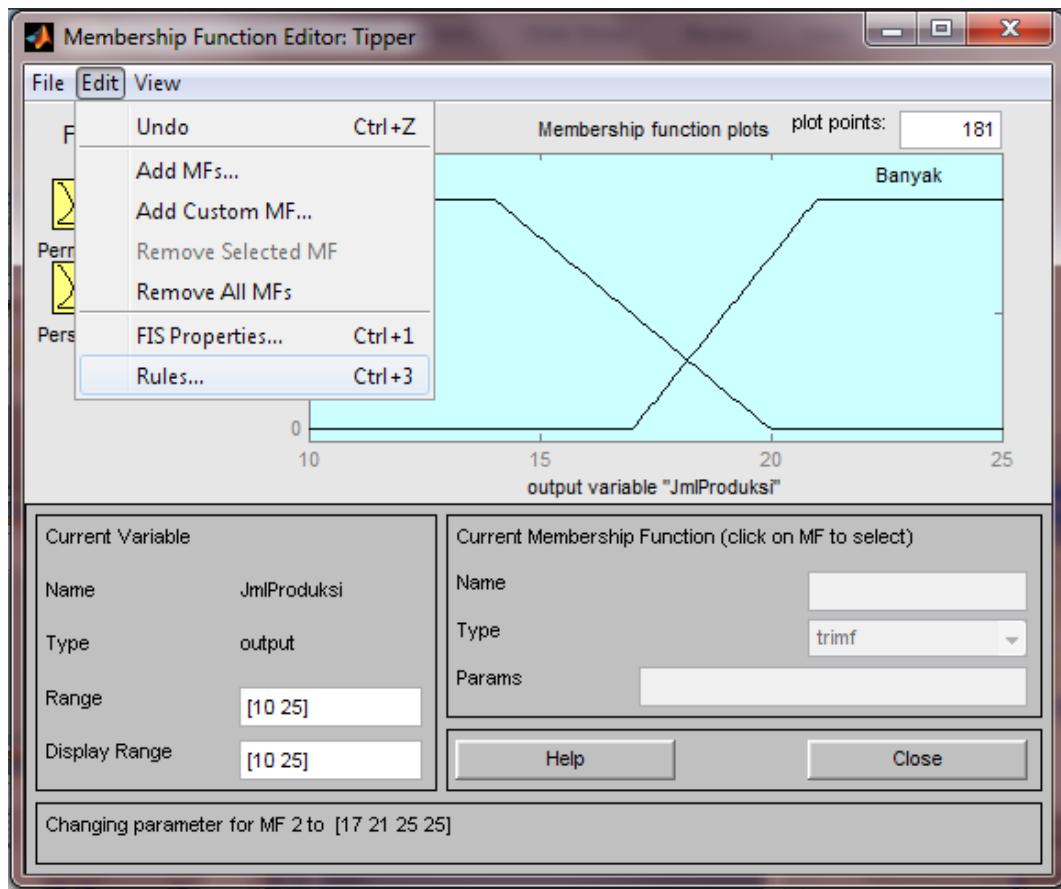 Membership Function Editor: Tipper
File Edit View
Undo Ctrl+Z
Add MFs...
Add Custom MF...
Remove Selected MF
Remove All MFs
FIS Properties... Ctrl+1
Rules... Ctrl+3
F
Perm
Pers
Membership function plots plot points: 181
Banyak
0
10 15 20 25
output variable "JmlProduksi"
Current Variable
Name JmlProduksi
Type output
Range [10 25]
Display Range [10 25]
Current Membership Function (click on MF to select)
Name
Type trimf
Params
Help Close
Changing parameter for MF 2 to [17 21 25 25]